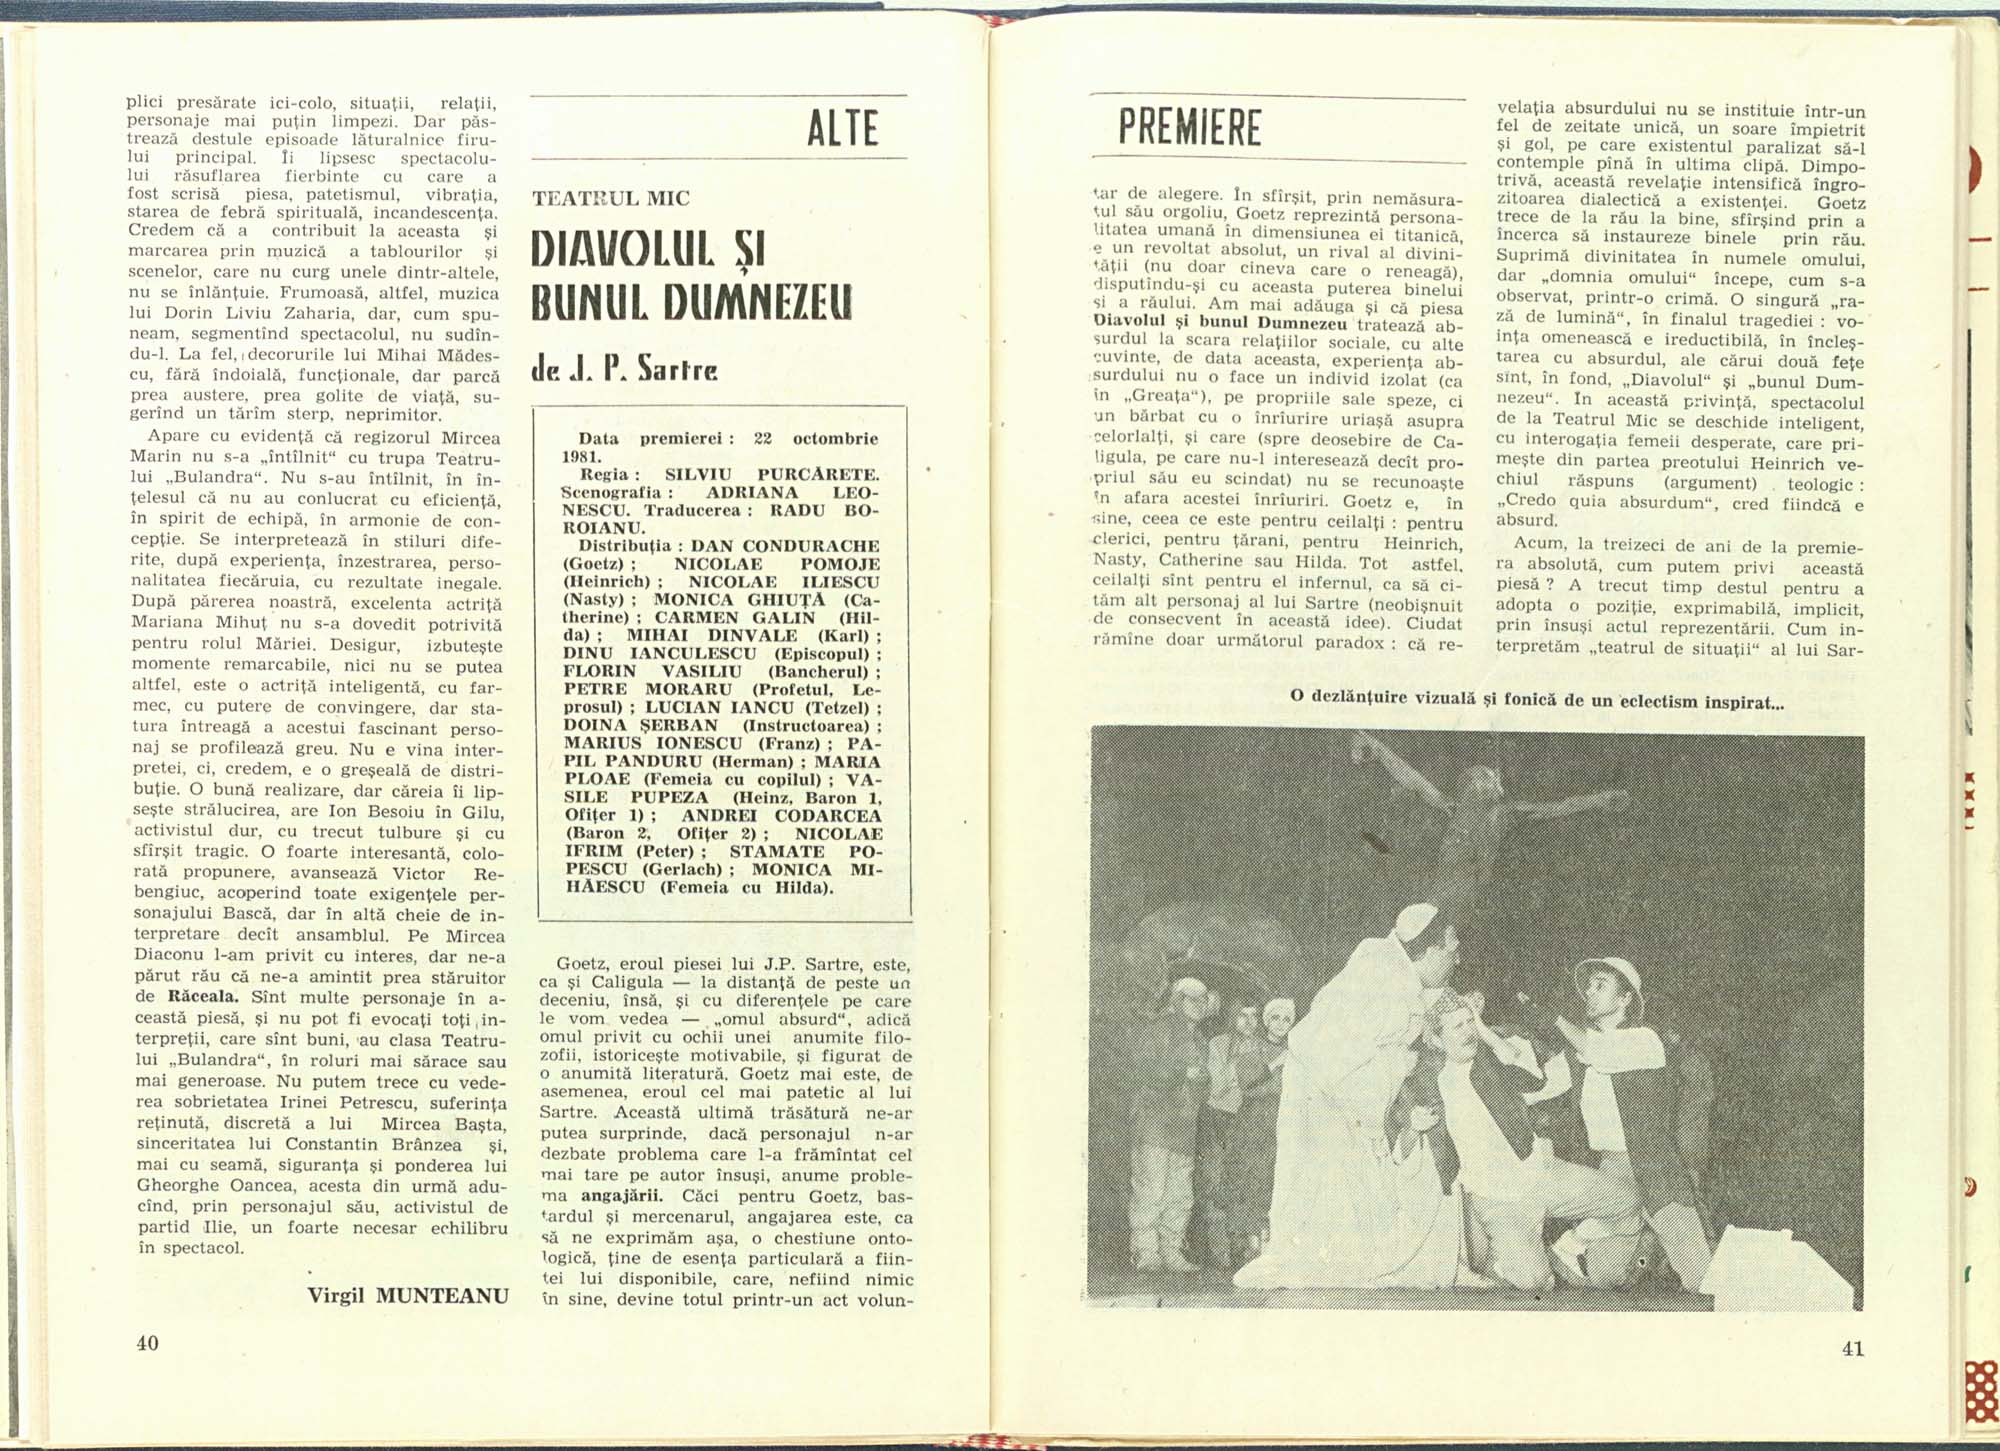 plici presărate ici-colo, situații, relații,
personaje mai puțin limpezi. Dar păs-
trează destule episoade lăturalnice firu-
lui principal. Îi lipsesc spectacolu-
lui răsuflarea fierbinte cu care a
fost scrisă piesa, patetismul, vibrația,
starea de febră spirituală, incandescența.
Credem că a contribuit la aceasta și
marcarea prin muzică a tablourilor și
scenelor, care nu curg unele dintr-altele,
nu se înlănțuie. Frumoasă, altfel, muzica
lui Dorin Liviu Zaharia, dar, cum spu-
neam, segmentînd spectacolul, nu sudîn-
du-l. La fel, decorurile lui Mihai Mădes-
cu, fără îndoială, funcționale, dar parcă
prea austere, prea golite de viață, su-
gerînd un tărîm sterp, neprimitor.
Apare cu evidență că regizorul Mircea
Marin nu s-a „întîlnit“ cu trupa Teatru-
lui „Bulandra“. Nu s-au întîlnit, în în-
țelesul că nu au conlucrat cu eficiență,
în spirit de echipă, în armonie de con-
cepție. Se interpretează în stiluri dife-
rite, după experiența, înzestrarea, perso-
nalitatea fiecăruia, cu rezultate inegale.
După părerea noastră, excelenta actriță
Mariana Mihuț nu s-a dovedit potrivită
pentru rolul Măriei. Desigur, izbutește
momente remarcabile, nici nu se putea
altfel, este o actriță inteligentă, cu far-
mec, cu putere de convingere, dar sta-
tura întreagă a acestui fascinant perso-
naj se profilează greu. Nu e vina inter-
pretei, ci, credem, e o greșeală de distri-
buție. O bună realizare, dar căreia îi lip-
sește strălucirea, are Ion Besoiu în Gilu,
activistul dur, cu trecut tulbure și cu
sfîrșit tragic. O foarte interesantă, colo-
rată propunere, avansează Victor Re-
bengiuc, acoperind toate exigențele per-
sonajului Bască, dar în altă cheie de in-
terpretare decît ansamblul. Pe Mircea
Diaconu l-am privit cu interes, dar ne-a
părut rău că ne-a amintit prea stăruitor
de Răceala. Sînt multe personaje în a-
ceastă piesă, și nu pot fi evocați toți in-
terpreții, care sînt buni, au clasa Teatru-
lui „Bulandra“, în roluri mai sărace sau
mai generoase. Nu putem trece cu vede-
rea sobrietatea Irinei Petrescu, suferința
reținută, discretă a lui Mircea Bașta,
sinceritatea lui Constantin Brânzea și,
mai cu seamă, siguranța și ponderea lui
Gheorghe Oancea, acesta din urmă adu-
cînd, prin personajul său, activistul de
partid Ilie, un foarte necesar echilibru
în spectacol.
Virgil MUNTEANU
40
ALTE
TEATRUL MIC
DIAVOLUL ȘI
BUNUL DUMNEZEU
de J. P. Sartre
Data premierei : 22 octombrie
1981.
Regia : SILVIU PURCĂRETE.
Scenografia : ADRIANA LEO-
NESCU. Traducerea : RADU BO-
ROIANU.
Distribuția : DAN CONDURACHE
(Goetz) ; NICOLAE POMOJE
(Heinrich) ; NICOLAE ILIESCU
(Nasty) ; MONICA GHIUȚĂ (Ca-
therine) ; CARMEN GALIN (Hil-
da) ; MIHAI DINVALE (Karl) ;
DINU IANCULESCU (Episcopul) ;
FLORIN VASILIU (Bancherul) ;
PETRE MORARU (Profetul, Le-
prosul) ; LUCIAN IANCU (Tetzel) ;
DOINA ȘERBAN (Instructoarea) ;
MARIUS IONESCU (Franz) ; PA-
PIL PANDURU (Herman) ; MARIA
PLOAE (Femeia cu copilul) ; VA-
SILE PUPEZA (Heinz, Baron 1,
Ofițer 1) ; ANDREI CODARCEA
(Baron 2, Ofițer 2) ; NICOLAE
IFRIM (Peter) ; STAMATE PO-
PESCU (Gerlach) ; MONICA MI-
HĂESCU (Femeia cu Hilda).
Goetz, eroul piesei lui J.P. Sartre, este,
ca și Caligula — la distanță de peste un
deceniu, însă, și cu diferențele pe care
le vom vedea — „omul absurd“, adică
omul privit cu ochii unei anumite filo-
zofii, istoricește motivabile, și figurat de
o anumită literatură. Goetz mai este, de
asemenea, eroul cel mai patetic al lui
Sartre. Această ultimă trăsătură ne-ar
putea surprinde, dacă personajul n-ar
dezbate problema care l-a frămîntat cel
mai tare pe autor însuși, anume proble-
ma angajării. Căci pentru Goetz, bas-
tardul și mercenarul, angajarea este, ca
să ne exprimăm așa, o chestiune onto-
logică, ține de esența particulară a fiin-
ței lui disponibile, care, nefiind nimic
în sine, devine totul printr-un act volun-
PREMIERE
tar de alegere. În sfîrșit, prin nemăsura-
tul său orgoliu, Goetz reprezintă persona-
litatea umană în dimensiunea ei titanică,
e un revoltat absolut, un rival al divini-
tății (nu doar cineva care o reneagă),
disputîndu-și cu aceasta puterea binelui
și a răului. Am mai adăuga și că piesa
Diavolul și bunul Dumnezeu tratează ab-
surdul la scara relațiilor sociale, cu alte
cuvinte, de data aceasta, experiența ab-
surdului nu o face un individ izolat (ca
în „Greața“), pe propriile sale speze, ci
un bărbat cu o înrîurire uriașă asupra
celorlalți, și care (spre deosebire de Ca-
ligula, pe care nu-l interesează decît pro-
priul său eu scindat) nu se recunoaște
în afara acestei înrîuriri. Goetz e, în
sine, ceea ce este pentru ceilalți : pentru
clerici, pentru țărani, pentru Heinrich,
Nasty, Catherine sau Hilda. Tot astfel,
ceilalți sînt pentru el infernul, ca să ci-
tăm alt personaj al lui Sartre (neobișnuit
de consecvent în această idee). Ciudat
rămîne doar următorul paradox : că re-
velația absurdului nu se instituie într-un
fel de zeitate unică, un soare împietrit
și gol, pe care existentul paralizat să-l
contemple pînă în ultima clipă. Dimpo-
trivă, această revelație intensifică îngro-
zitoarea dialectică a existenței. Goetz
trece de la rău la bine, sfîrșind prin a
încerca să instaureze binele prin rău.
Suprimă divinitatea în numele omului,
dar „domnia omului“ începe, cum s-a
observat, printr-o crimă. O singură „ra-
ză de lumină“, în finalul tragediei : vo-
ința omenească e ireductibilă, în încleș-
tarea cu absurdul, ale cărui două fețe
sînt, în fond, „Diavolul“ și „bunul Dum-
nezeu“. În această privință, spectacolul
de la Teatrul Mic se deschide inteligent,
cu interogația femeii desperate, care pri-
mește din partea preotului Heinrich ve-
chiul răspuns (argument) teologic :
„Credo quia absurdum“, cred fiindcă e
absurd.
Acum, la treizeci de ani de la premie-
ra absolută, cum putem privi această
piesă ? A trecut timp destul pentru a
adopta o poziție, exprimabilă, implicit,
prin însuși actul reprezentării. Cum in-
terpretăm „teatrul de situații“ al lui Sar-
O dezlănțuire vizuală și fonică de un eclectism inspirat...
41